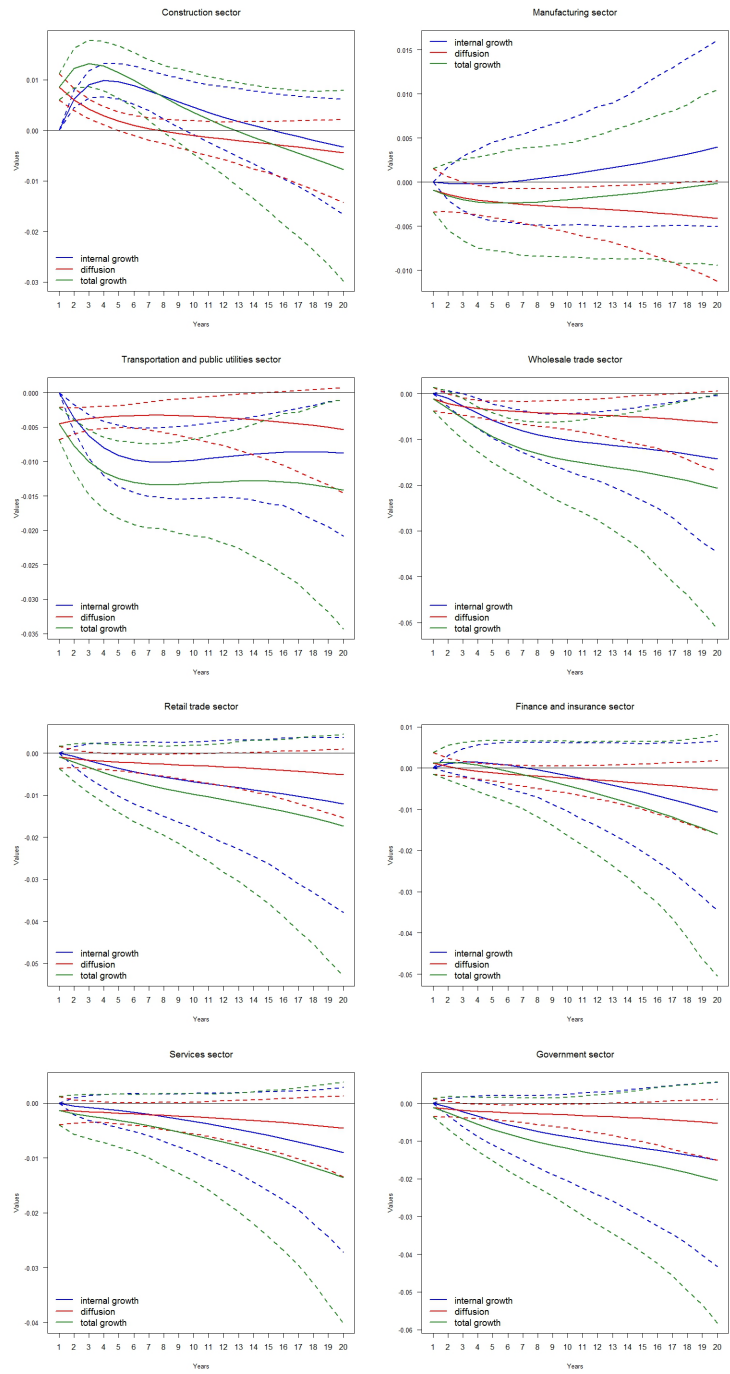 Construction sector
0.01
0.00
-0.01
-0.02
-0.03
Values
internal growth
diffusion
total growth
1 2 3 4 5 6 7 8 9 10 11 12 13 14 15 16 17 18 19 20
Years
Manufacturing sector
internal growth
diffusion
total growth
0.015
0.010
0.005
0.000
-0.005
-0.010
Values
1 2 3 4 5 6 7 8 9 10 11 12 13 14 15 16 17 18 19 20
Years
Transportation and public utilities sector
0.000
-0.005
-0.010
-0.015
-0.020
-0.025
-0.030
-0.035
Values
internal growth
diffusion
total growth
1 2 3 4 5 6 7 8 9 10 11 12 13 14 15 16 17 18 19 20
Years
Wholesale trade sector
0.00
-0.01
-0.02
-0.03
-0.04
-0.05
Values
internal growth
diffusion
total growth
1 2 3 4 5 6 7 8 9 10 11 12 13 14 15 16 17 18 19 20
Years
Retail trade sector
0.00
-0.01
-0.02
-0.03
-0.04
-0.05
Values
internal growth
diffusion
total growth
1 2 3 4 5 6 7 8 9 10 11 12 13 14 15 16 17 18 19 20
Years
Finance and insurance sector
0.01
0.00
-0.01
-0.02
-0.03
-0.04
-0.05
Values
internal growth
diffusion
total growth
1 2 3 4 5 6 7 8 9 10 11 12 13 14 15 16 17 18 19 20
Years
Services sector
0.00
-0.01
-0.02
-0.03
-0.04
Values
internal growth
diffusion
total growth
1 2 3 4 5 6 7 8 9 10 11 12 13 14 15 16 17 18 19 20
Years
Government sector
0.00
-0.01
-0.02
-0.03
-0.04
-0.05
-0.06
Values
internal growth
diffusion
total growth
1 2 3 4 5 6 7 8 9 10 11 12 13 14 15 16 17 18 19 20
Years